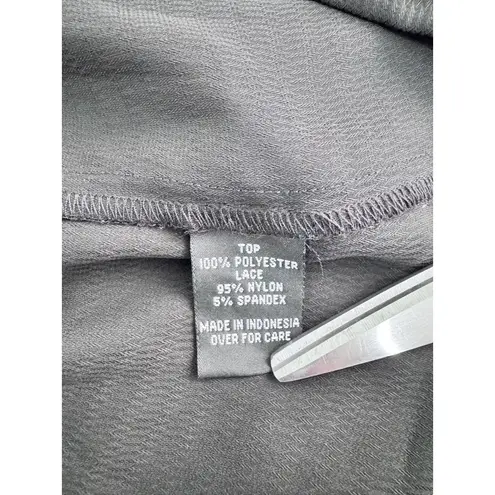 TOP
100% POLYESTER
LACE
95% NYLON
5% SPANDEX
MADE IN INDONESIA
OVER FOR CARE